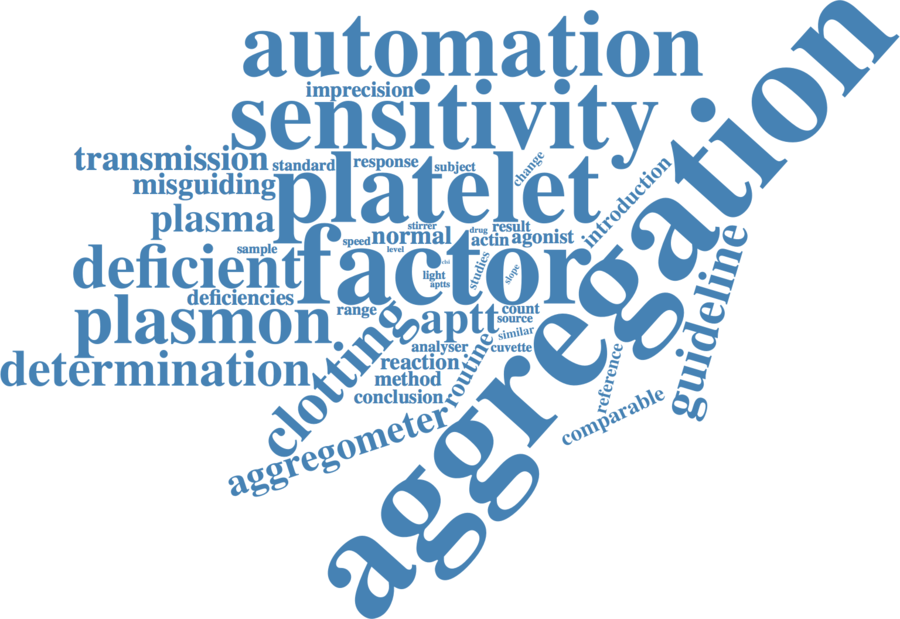 automation
imprecision
sensitivity
aggregation
transmission
standard
response
subject
change
misguiding
platelet
introduction
plasma
stirrer
drug
result
speed
normal
actin
agonist
sample
level
deficient
factor
studies
slope
light
aptts
guideline
deficiencies
range
plasmon
clotting
aptt
count
source
similar
analyser
cuvette
determination
reaction
routine
reference
method
conclusion
comparable
aggregometer